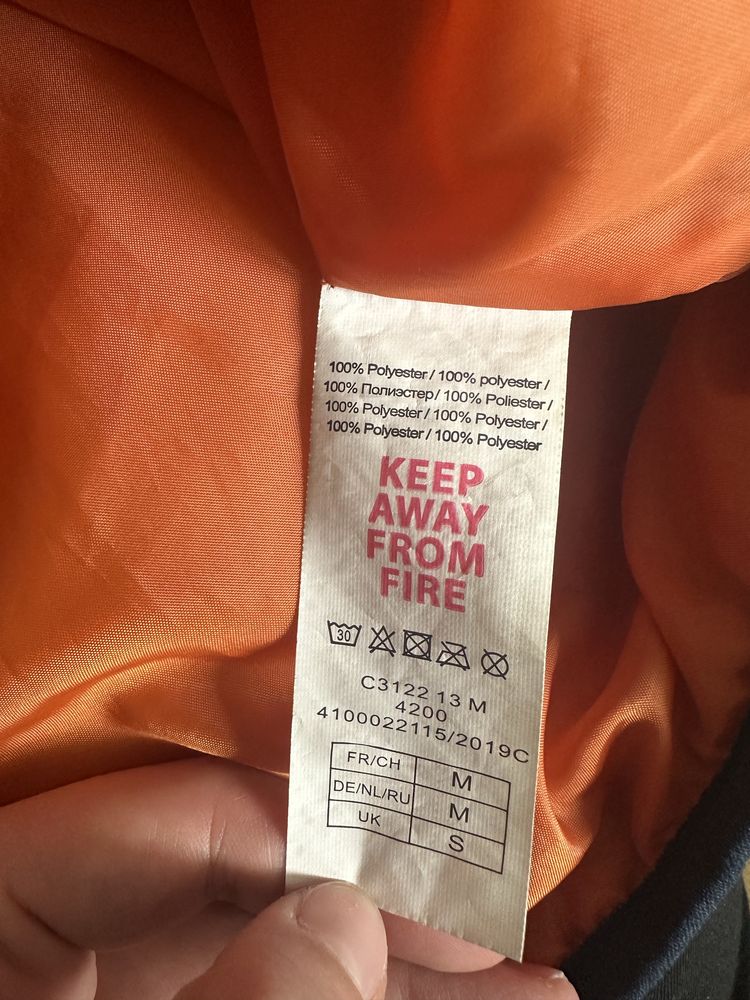 100% Polyester / 100% polyester /
100% Полиэстер / 100% Poliester /
100% Polyester / 100% Polyester /
100% Polyester / 100% Polyester
KEEP
AWAY
FROM
FIRE
30
C3122 13 M
4200
4100022115/2019C
FR/CH M
DE/NL/RU M
UK S